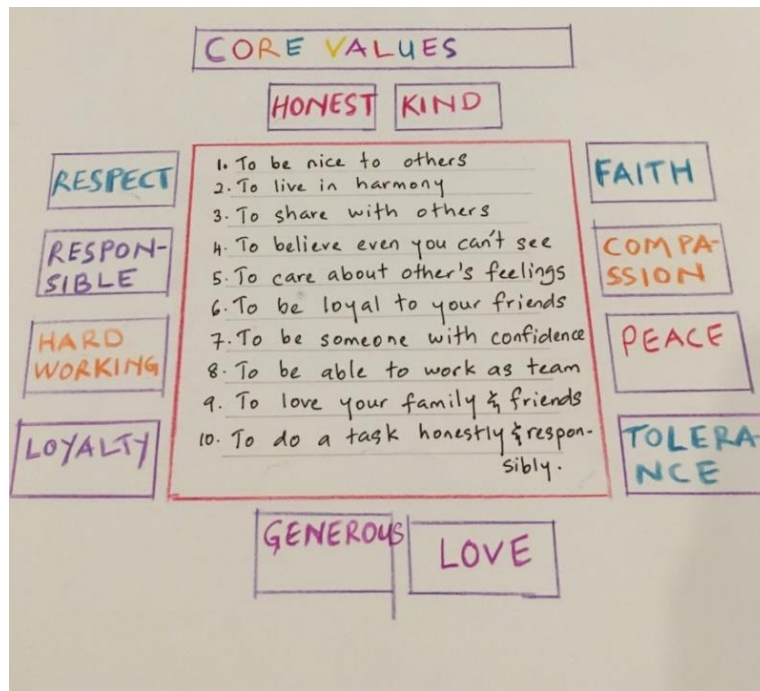 CORE VALUES
HONEST KIND
RESPECT
RESPON-
SIBLE
HARD
WORKING
LOYALTY
1. To be nice to others
2. To live in harmony
3. To share with others
4. To believe even you can't see
5. To care about other's feelings
6. To be loyal to your friends
7. To be someone with confidence
8. To be able to work as team
9. To love your family & friends
10. To do a task honestly & respon-
sibly.
FAITH
COMPA-
SSION
PEACE
TOLERA-
NCE
GENEROUS LOVE